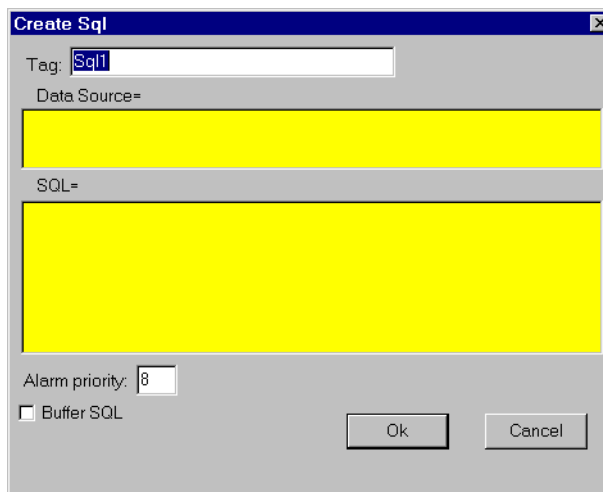 Create Sql
Tag: Sql1
Data Source=
SQL=
Alarm priority: 8
Buffer SQL
Ok Cancel